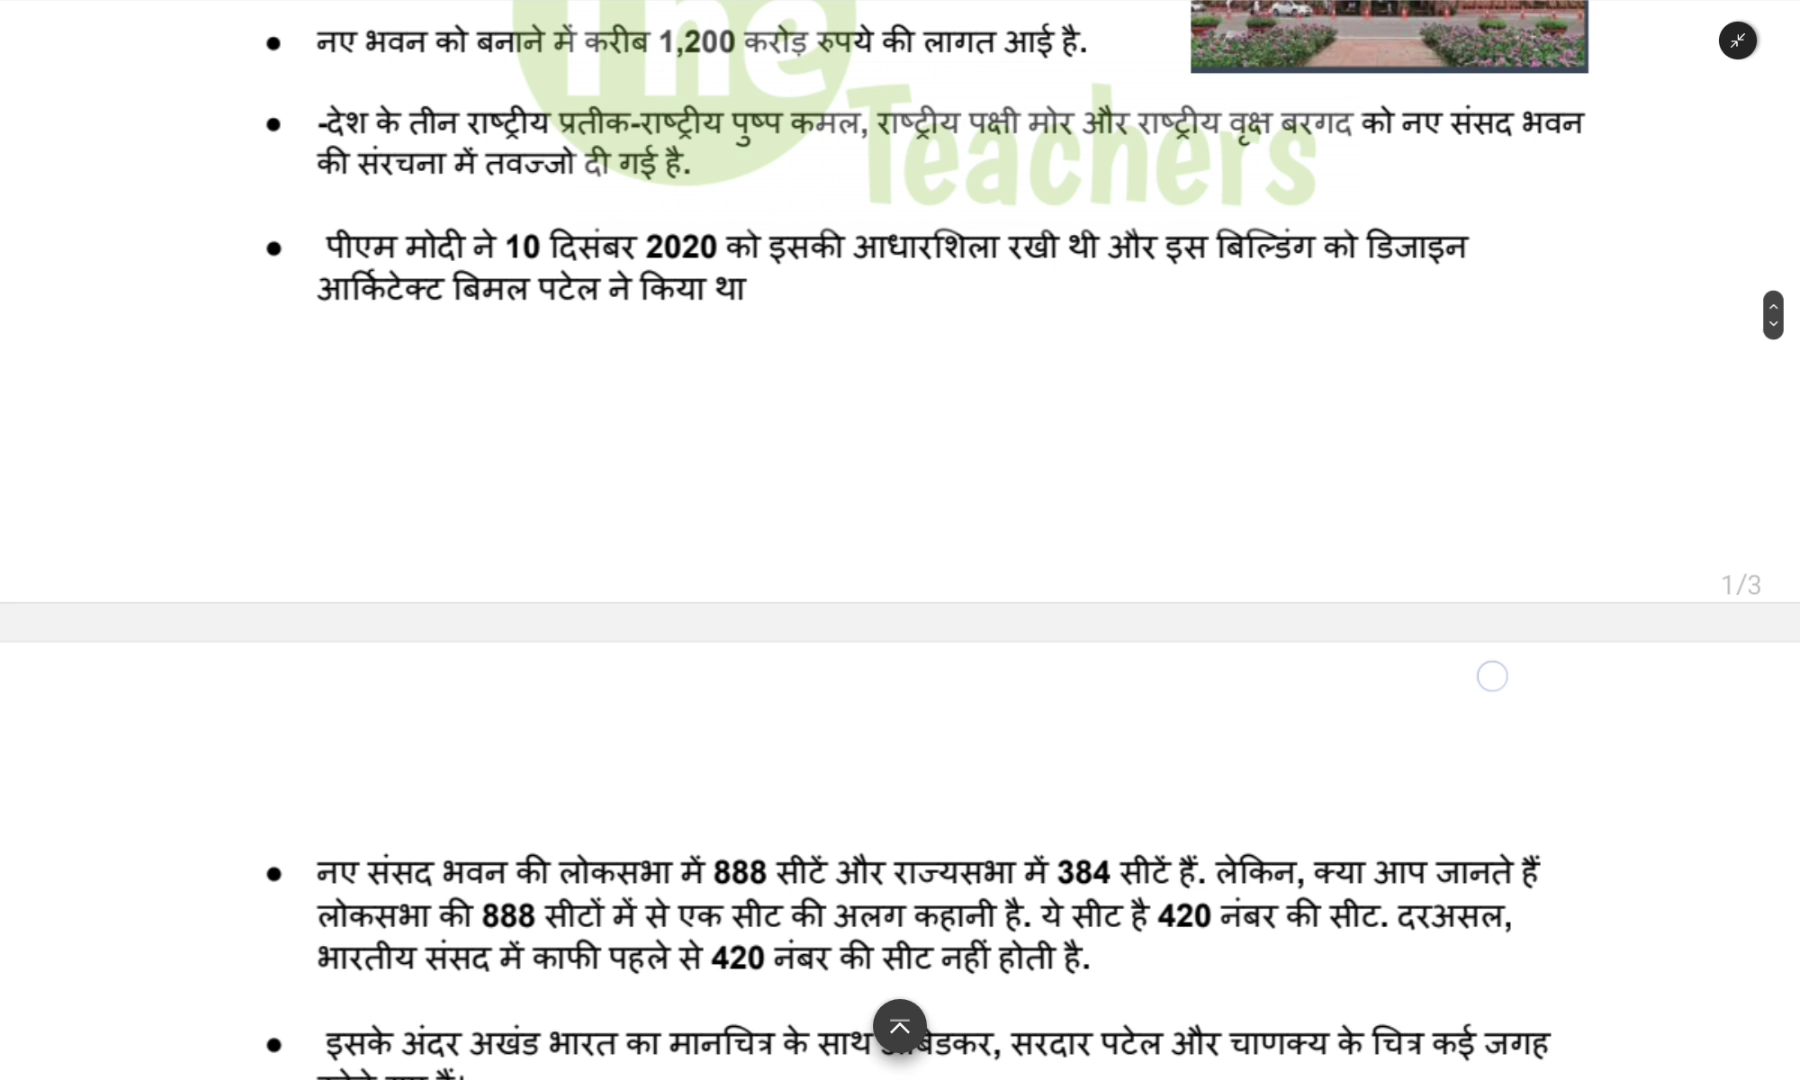 The
Teachers
● नए भवन को बनाने में करीब 1,200 करोड़ रुपये की लागत आई है.
● -देश के तीन राष्ट्रीय प्रतीक-राष्ट्रीय पुष्प कमल, राष्ट्रीय पक्षी मोर और राष्ट्रीय वृक्ष बरगद को नए संसद भवन
की संरचना में तवज्जो दी गई है.
● पीएम मोदी ने 10 दिसंबर 2020 को इसकी आधारशिला रखी थी और इस बिल्डिंग को डिजाइन
आर्किटेक्ट बिमल पटेल ने किया था
1/3
● नए संसद भवन की लोकसभा में 888 सीटें और राज्यसभा में 384 सीटें हैं. लेकिन, क्या आप जानते हैं
लोकसभा की 888 सीटों में से एक सीट की अलग कहानी है. ये सीट है 420 नंबर की सीट. दरअसल,
भारतीय संसद में काफी पहले से 420 नंबर की सीट नहीं होती है.
● इसके अंदर अखंड भारत का मानचित्र के साथ सरदार पटेल और चाणक्य के चित्र कई जगह